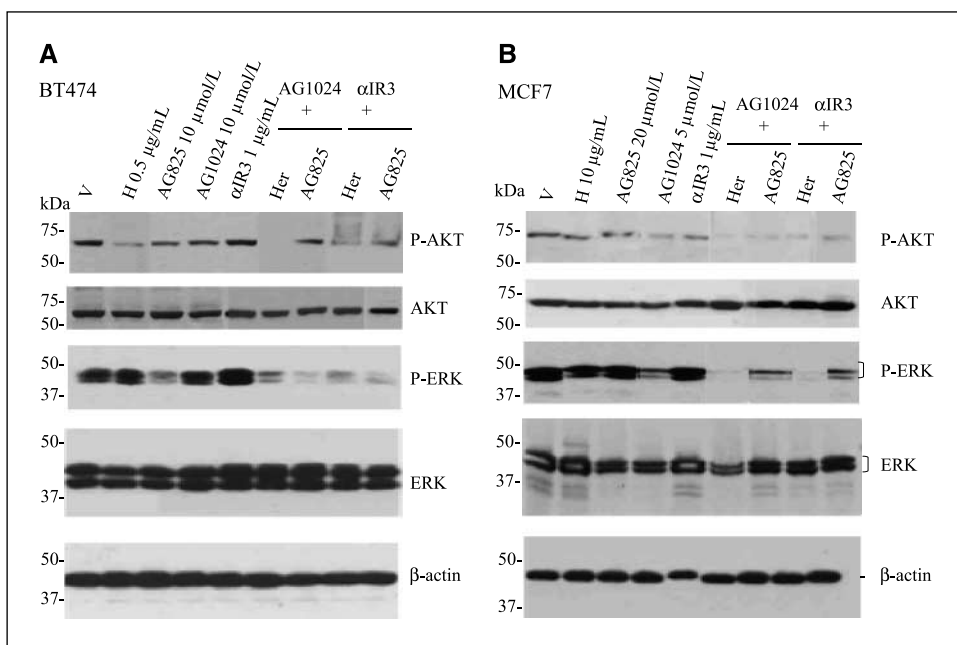 A
BT474
V
H 0.5 µg/mL
AG825 10 µmol/L
AG1024 10 µmol/L
αIR3 1 µg/mL
AG1024
+
Her
AG825
αIR3
+
Her
AG825
kDa
75-
50-
P-AKT
75-
50-
AKT
50-
37-
P-ERK
50-
37-
ERK
50-
37-
β-actin
B
MCF7
V
H 10 µg/mL
AG825 20 µmol/L
AG1024 5 µmol/L
αIR3 1µg/mL
AG1024
+
Her
AG825
αIR3
+
Her
AG825
kDa
75-
50-
P-AKT
75-
50-
AKT
50-
37-
P-ERK
50-
37-
ERK
50-
37-
β-actin